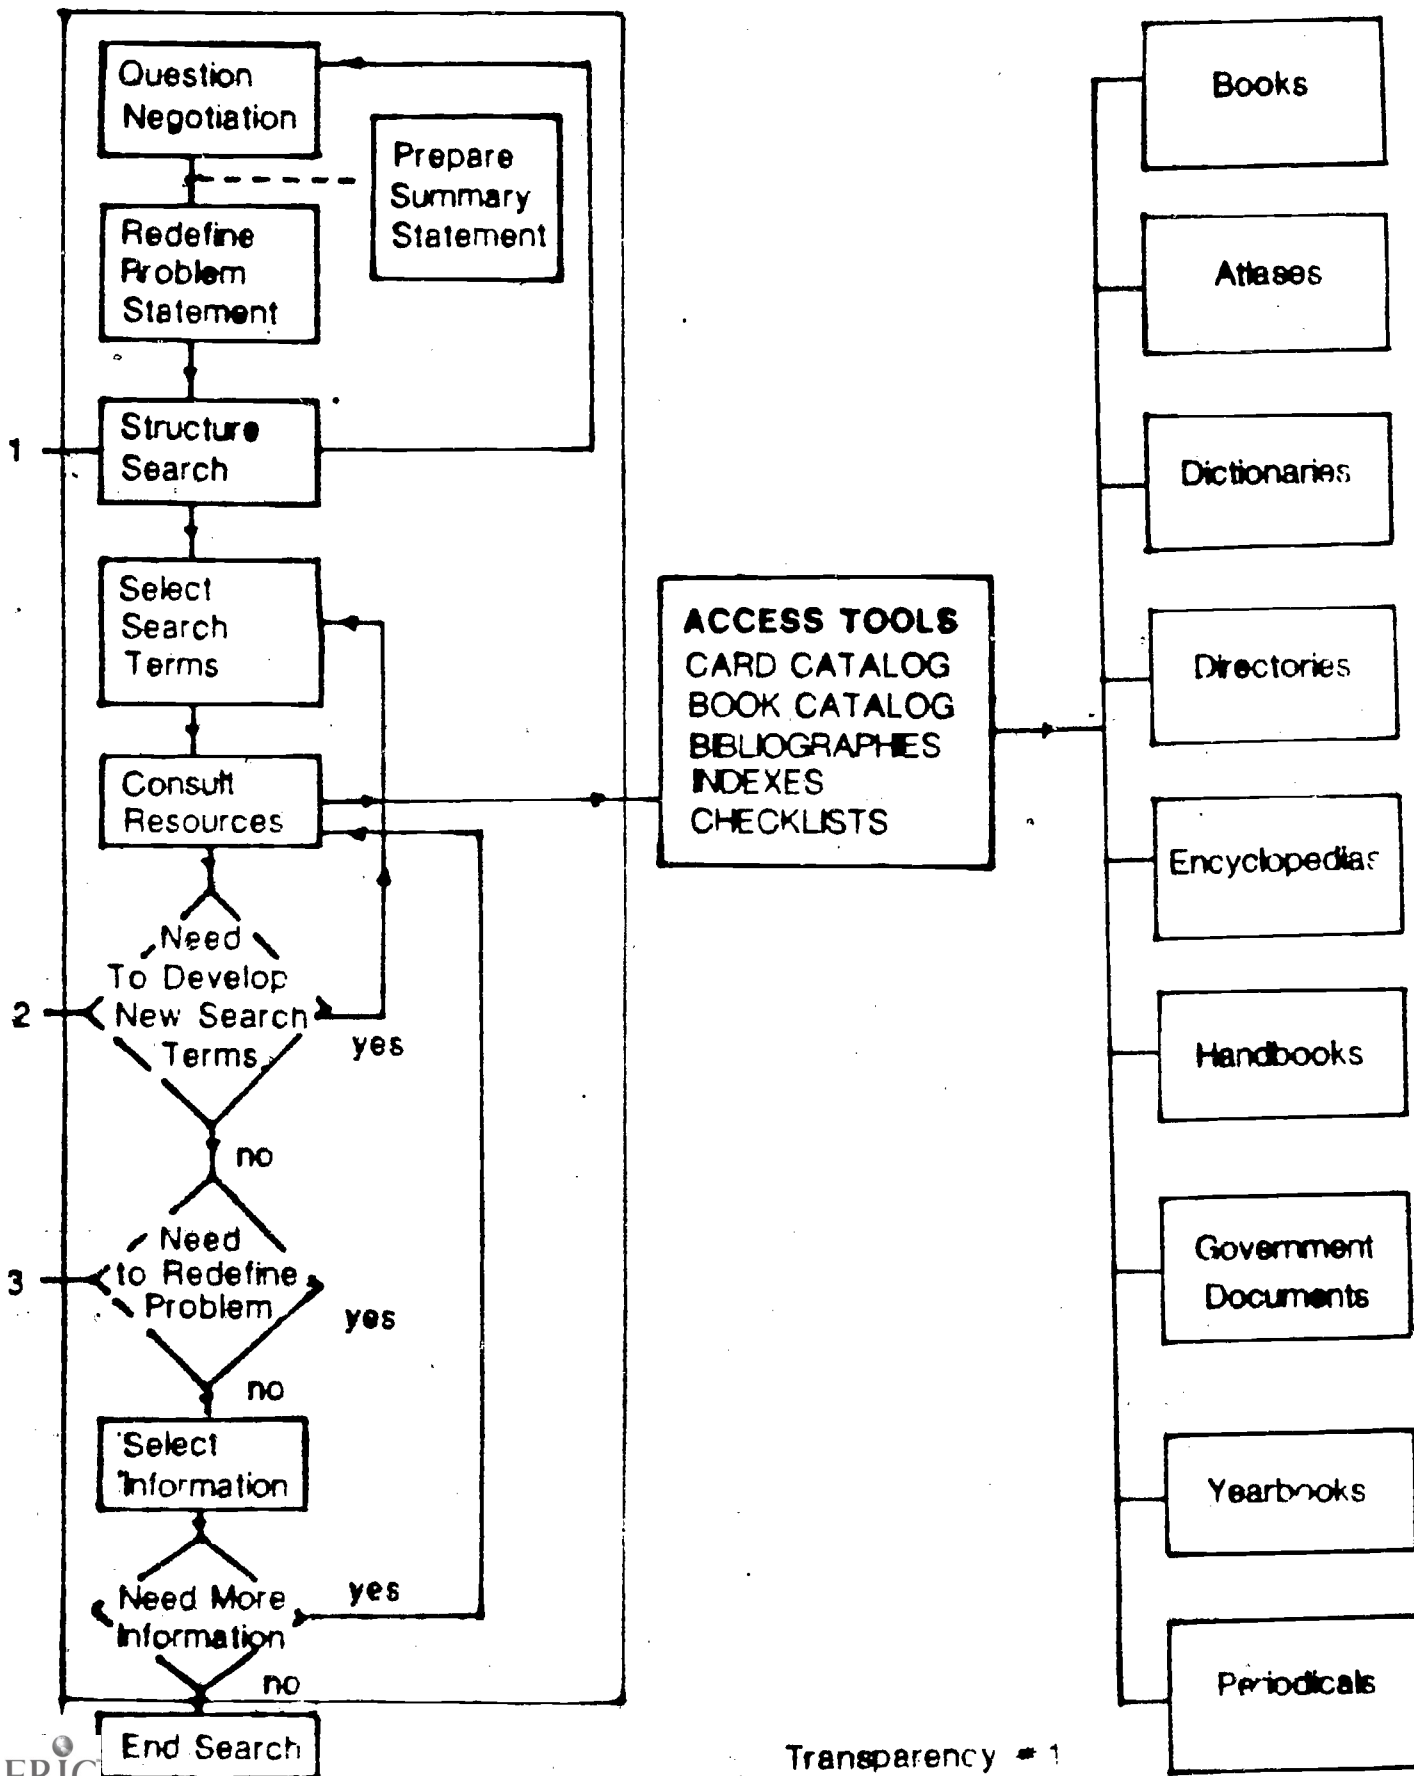 Question
Negotiation
Prepare
Summary
Statement
Redefine
Problem
Statement
1
Structure
Search
Select
Search
Terms
Consult
Resources
Need
To Develop
2
New Search
Terms
yes
no
Need
3
to Redefine
Problem
yes
no
Select
Information
Need More
Information
yes
no
End Search
ACCESS TOOLS
CARD CATALOG
BOOK CATALOG
BIBLIOGRAPHIES
INDEXES
CHECKLISTS
Books
Atlases
Dictionaries
Directories
Encyclopedias
Handbooks
Government
Documents
Yearbooks
Periodicals
ERIC
Transparency # 1